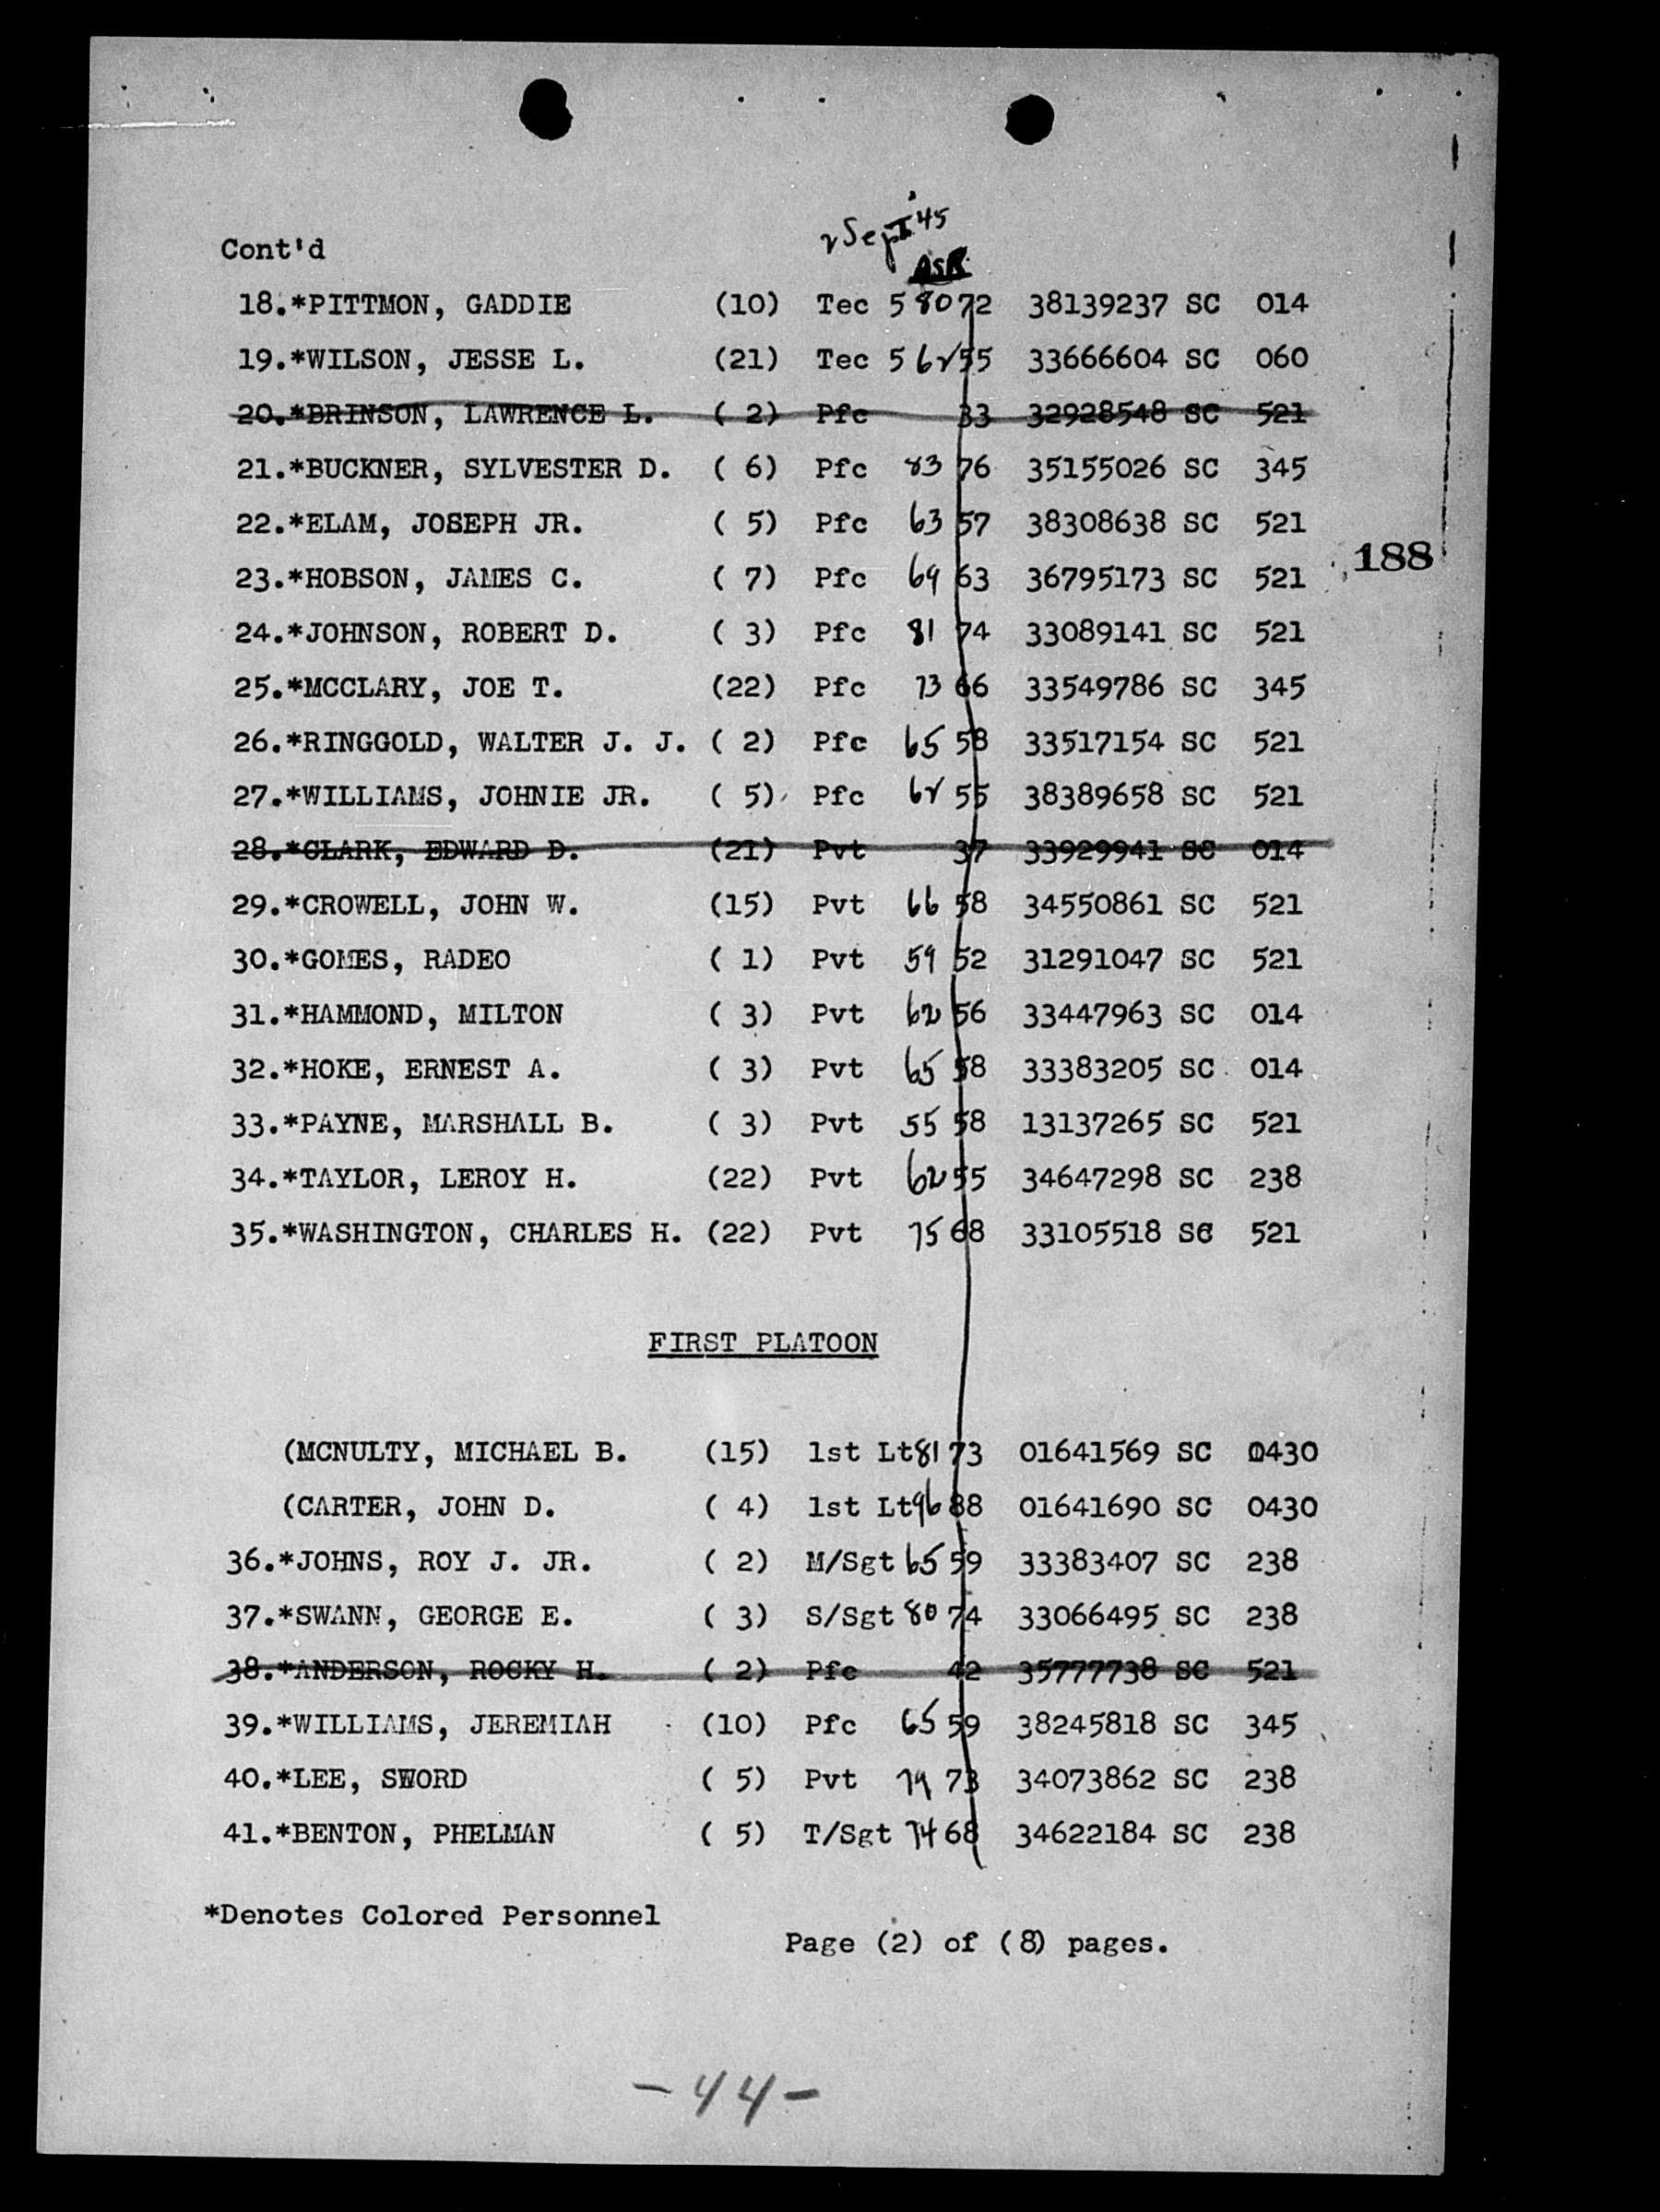 2 Sept '45
Cont'd
ASR
18.*PITTMON, GADDIE (10) Tec 5 80 72 38139237 SC 014
19.*WILSON, JESSE L. (21) Tec 5 62 55 33666604 SC 060
20.*BRINSON, LAWRENCE L. ( 2) Pfc 33 32928548 SC 521
21.*BUCKNER, SYLVESTER D. ( 6) Pfc 83 76 35155026 SC 345
22.*ELAM, JOSEPH JR. ( 5) Pfc 63 57 38308638 SC 521
188
23.*HOBSON, JAMES C. ( 7) Pfc 69 63 36795173 SC 521
24.*JOHNSON, ROBERT D. ( 3) Pfc 81 74 33089141 SC 521
25.*MCCLARY, JOE T. (22) Pfc 73 66 33549786 SC 345
26.*RINGGOLD, WALTER J. J. ( 2) Pfc 65 58 33517154 SC 521
27.*WILLIAMS, JOHNIE JR. ( 5) Pfc 62 55 38389658 SC 521
28.*CLARK, EDWARD D. (21) Pvt 37 33929941 SC 014
29.*CROWELL, JOHN W. (15) Pvt 66 58 34550861 SC 521
30.*GOMES, RADEO ( 1) Pvt 59 52 31291047 SC 521
31.*HAMMOND, MILTON ( 3) Pvt 62 56 33447963 SC 014
32.*HOKE, ERNEST A. ( 3) Pvt 65 58 33383205 SC 014
33.*PAYNE, MARSHALL B. ( 3) Pvt 55 58 13137265 SC 521
34.*TAYLOR, LEROY H. (22) Pvt 62 55 34647298 SC 238
35.*WASHINGTON, CHARLES H. (22) Pvt 75 68 33105518 SC 521
FIRST PLATOON
(MCNULTY, MICHAEL B. (15) 1st Lt 81 73 01641569 SC 0430
(CARTER, JOHN D. ( 4) 1st Lt 96 88 01641690 SC 0430
36.*JOHNS, ROY J. JR. ( 2) M/Sgt 65 59 33383407 SC 238
37.*SWANN, GEORGE E. ( 3) S/Sgt 80 74 33066495 SC 238
38.*ANDERSON, ROCKY H. ( 2) Pfc 42 35777738 SC 521
39.*WILLIAMS, JEREMIAH (10) Pfc 65 59 38245818 SC 345
40.*LEE, SWORD ( 5) Pvt 79 73 34073862 SC 238
41.*BENTON, PHELMAN ( 5) T/Sgt 74 68 34622184 SC 238
*Denotes Colored Personnel
Page (2) of (8) pages.
-44-